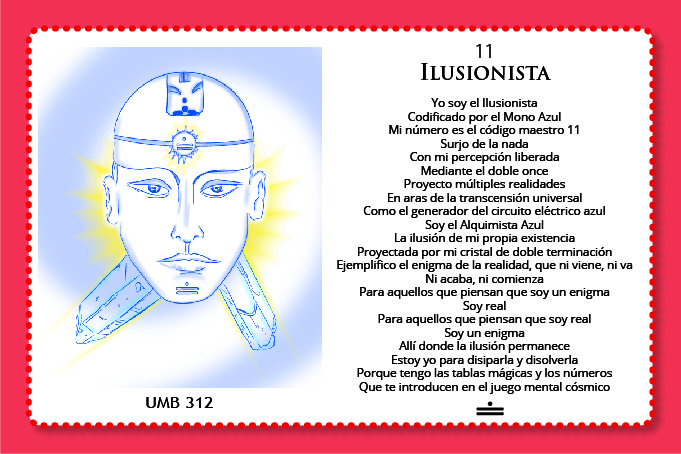 11
ILUSIONISTA
Yo soy el Ilusionista
Codificado por el Mono Azul
Mi número es el código maestro 11
Surjo de la nada
Con mi percepción liberada
Mediante el doble once
Proyecto múltiples realidades
En aras de la transcensión universal
Como el generador del circuito eléctrico azul
Soy el Alquimista Azul
La ilusión de mi propia existencia
Proyectada por mi cristal de doble terminación
Ejemplifico el enigma de la realidad, que ni viene, ni va
Ni acaba, ni comienza
Para aquellos que piensan que soy un enigma
Soy real
Para aquellos que piensan que soy real
Soy un enigma
Allí donde la ilusión permanece
Estoy yo para disiparla y disolverla
Porque tengo las tablas mágicas y los números
Que te introducen en el juego mental cósmico
UMB 312